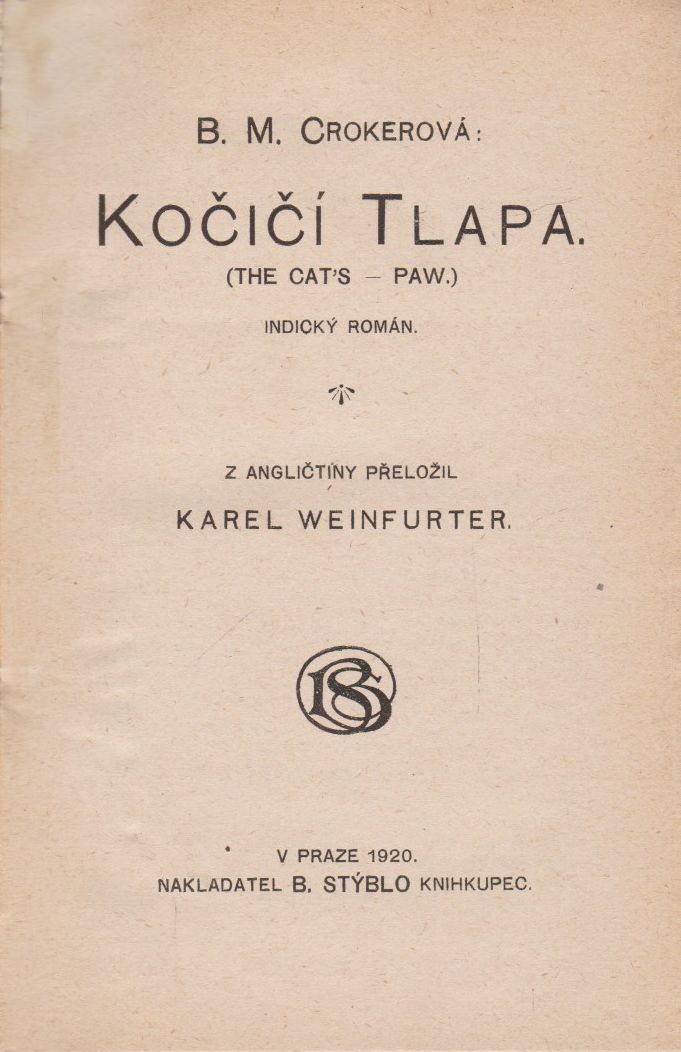 B. M. CROKEROVÁ:
KOČIČÍ TLAPA.
(THE CAT'S – PAW.)
INDICKÝ ROMÁN.
Z ANGLIČTINY PŘELOŽIL
KAREL WEINFURTER.
BS
V PRAZE 1920.
NAKLADATEL B. STÝBLO KNIHKUPEC.